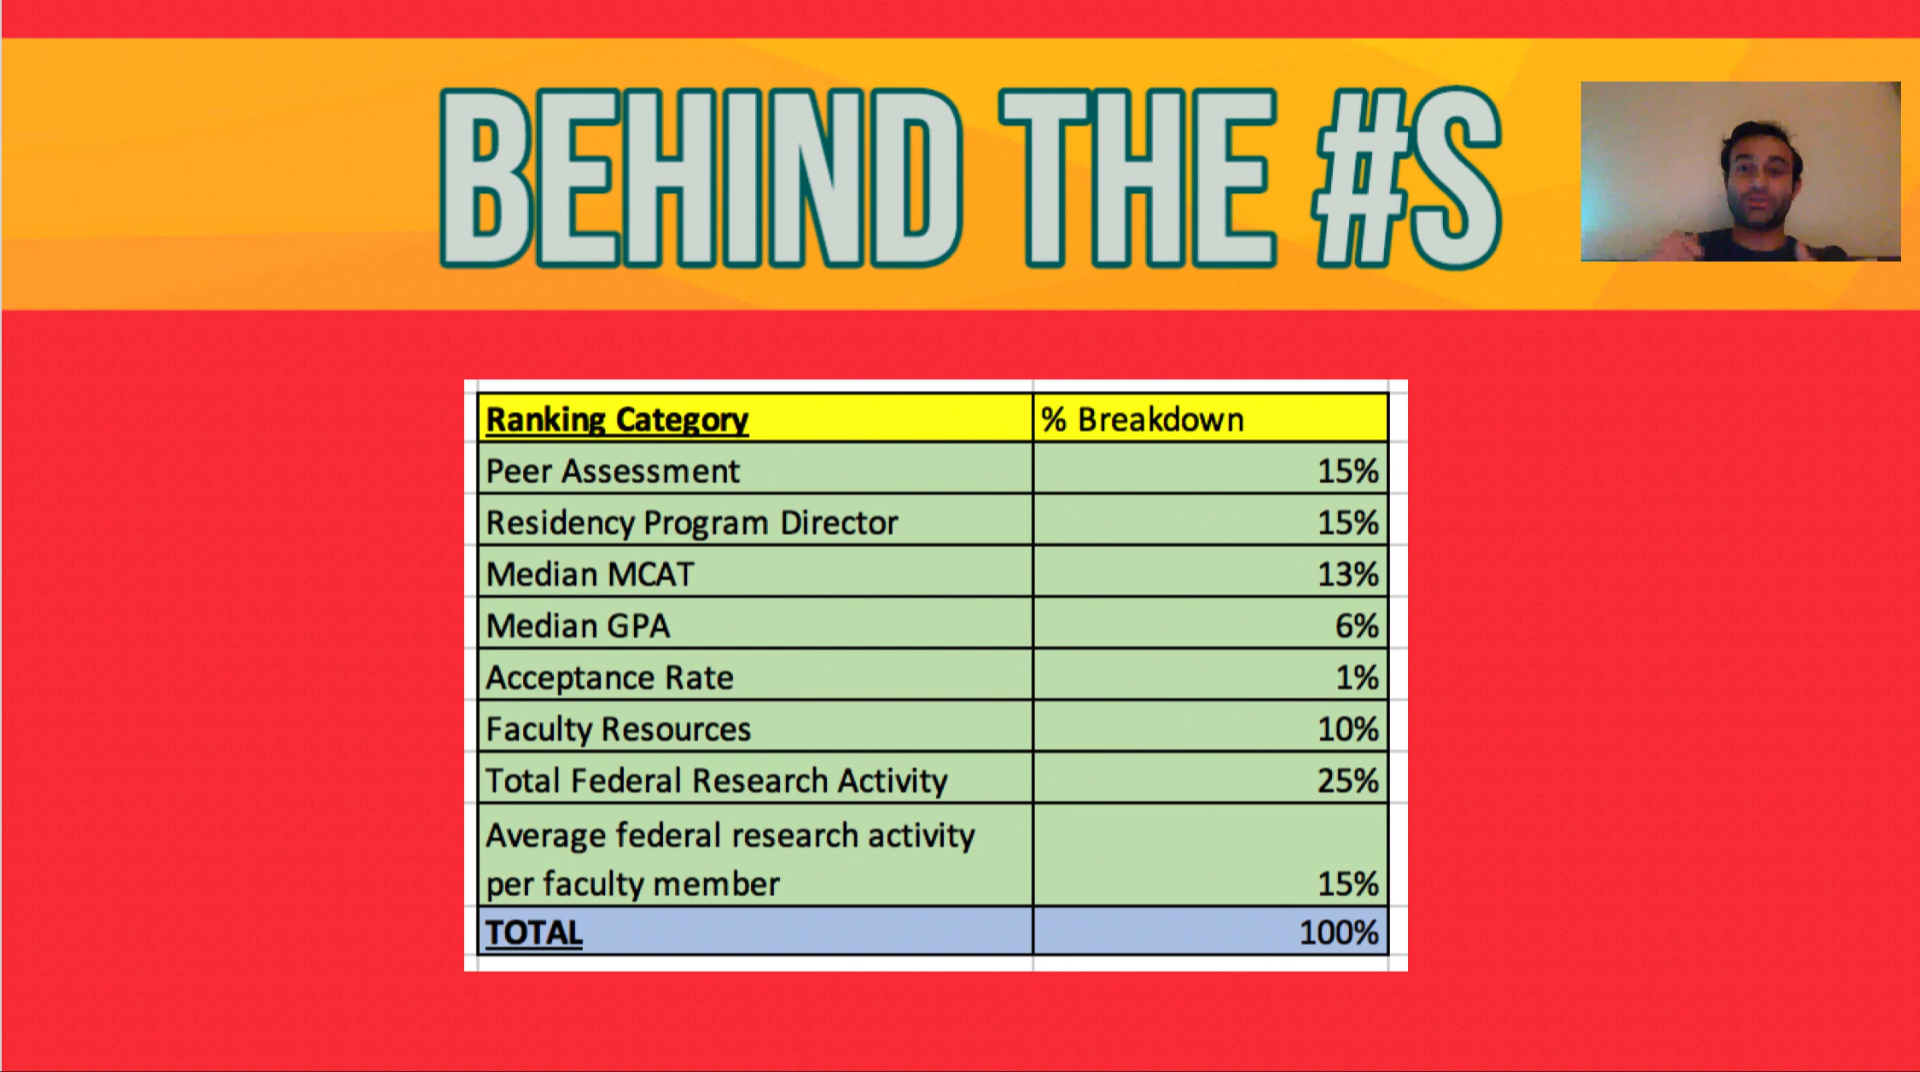 BEHIND THE #S
Ranking Category % Breakdown
Peer Assessment 15%
Residency Program Director 15%
Median MCAT 13%
Median GPA 6%
Acceptance Rate 1%
Faculty Resources 10%
Total Federal Research Activity 25%
Average federal research activity
per faculty member 15%
TOTAL 100%